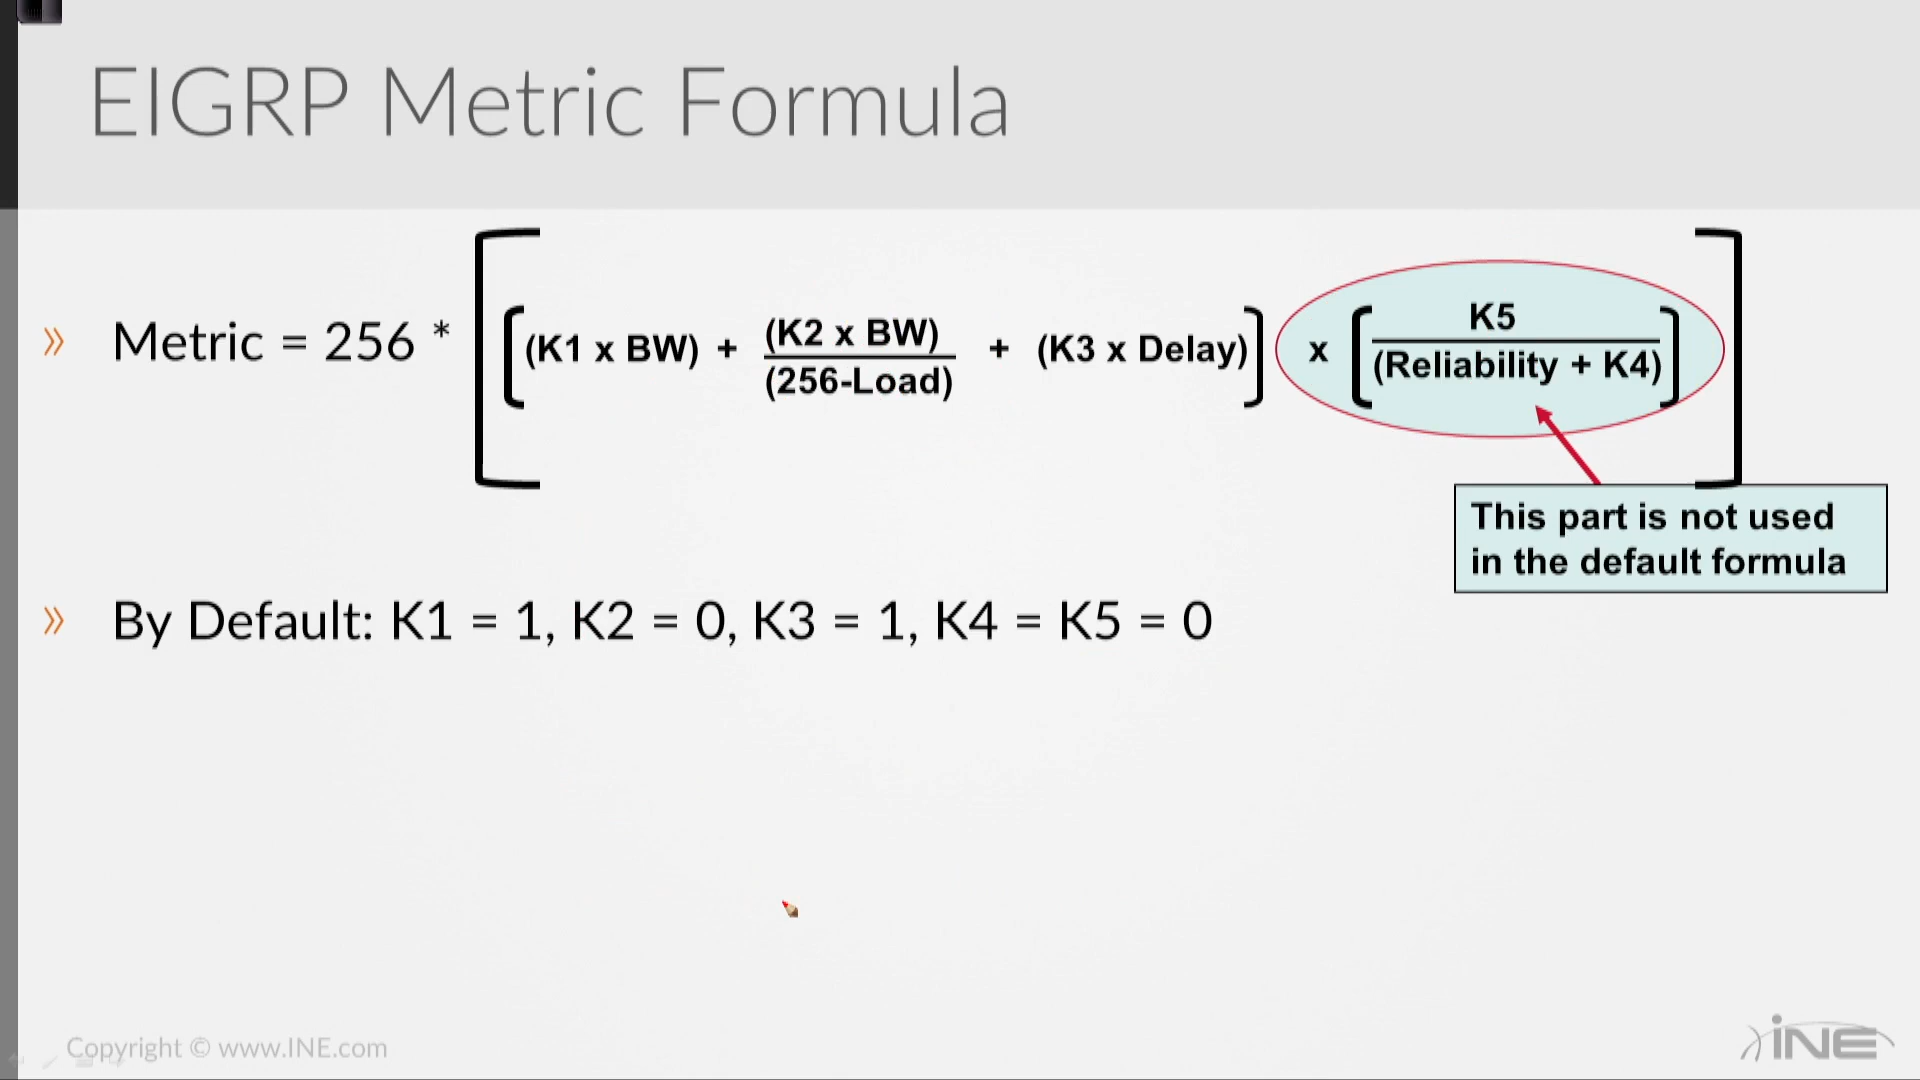 EIGRP Metric Formula
» Metric = 256 * [ [ (K1 x BW) + (K2 x BW) / (256-Load) + (K3 x Delay) ] x [ K5 / (Reliability + K4) ] ]
This part is not used
in the default formula
» By Default: K1 = 1, K2 = 0, K3 = 1, K4 = K5 = 0
Copyright © www.INE.com
iNE